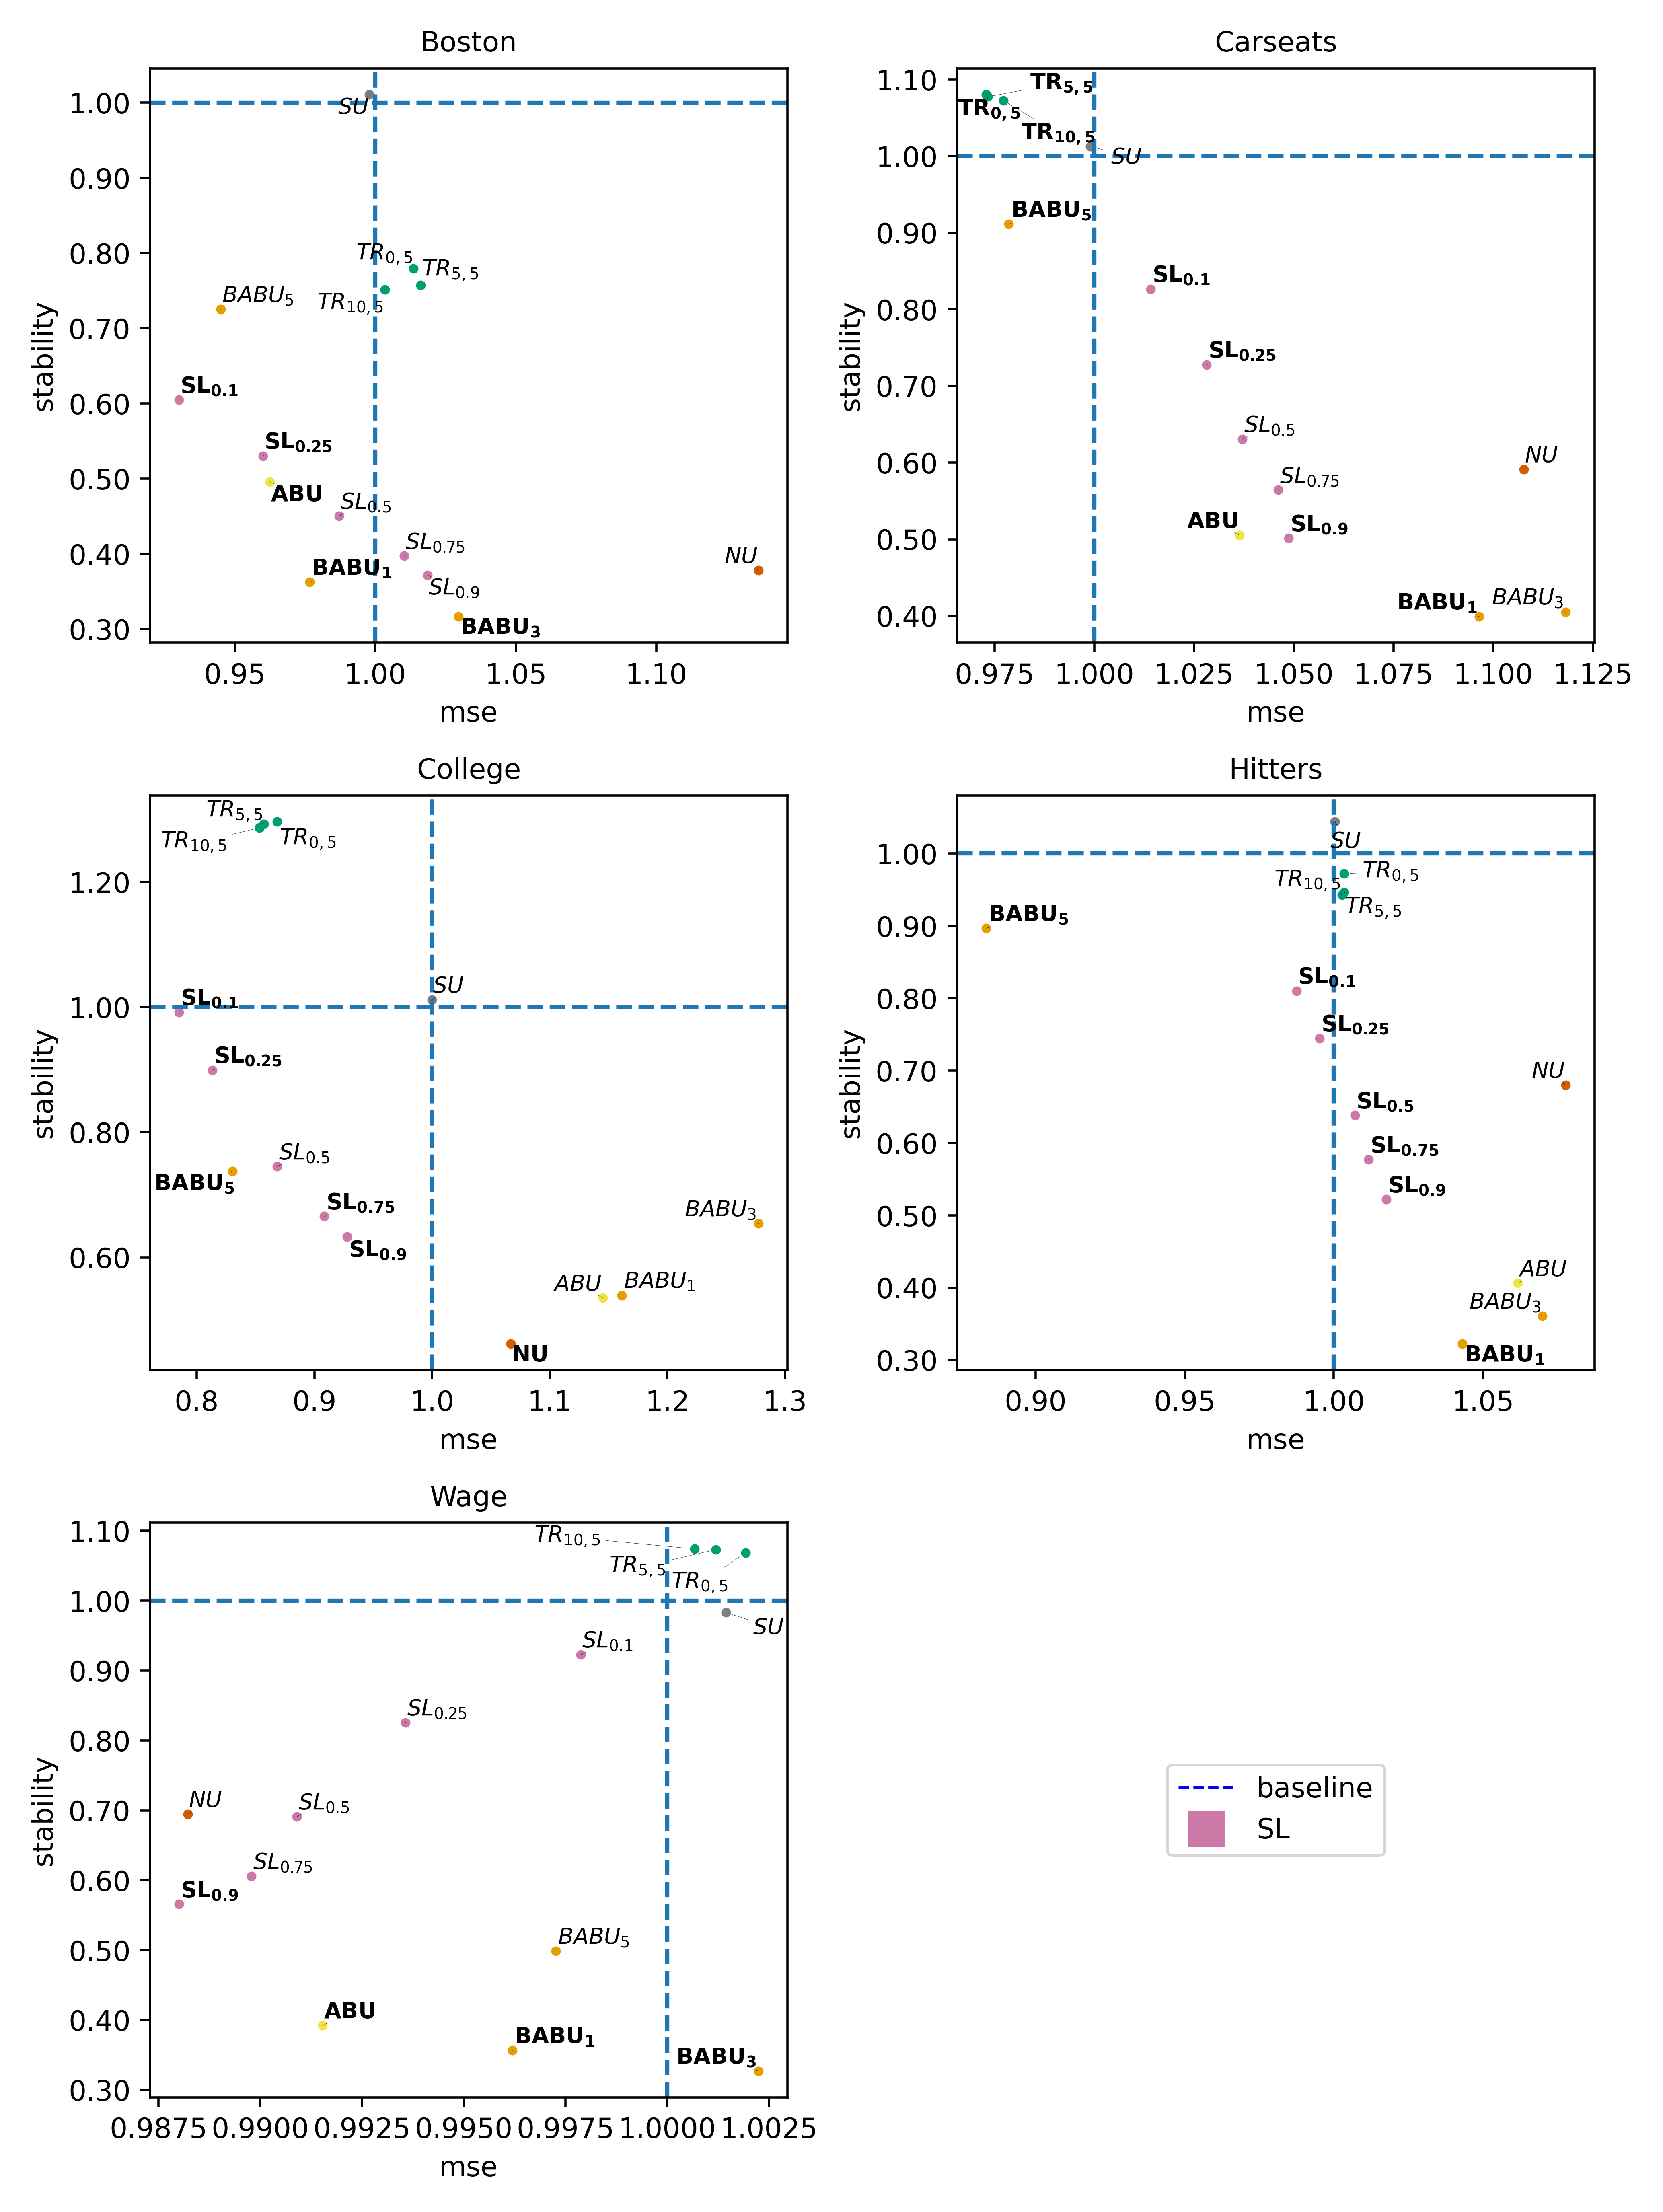 Boston
1.00
0.90
0.80
0.70
0.60
0.50
0.40
0.30
stability
SU
TR0,5
TR5,5
TR10,5
BABU5
SL0.1
SL0.25
ABU
SL0.5
SL0.75
BABU1
SL0.9
BABU3
NU
0.95 1.00 1.05 1.10
mse
Carseats
1.10
1.00
0.90
0.80
0.70
0.60
0.50
0.40
stability
TR5,5
TR0,5
TR10,5
SU
BABU5
SL0.1
SL0.25
SL0.5
NU
SL0.75
ABU
SL0.9
BABU1
BABU3
0.975 1.000 1.025 1.050 1.075 1.100 1.125
mse
College
1.20
1.00
0.80
0.60
stability
TR5,5
TR10,5
TR0,5
SU
SL0.1
SL0.25
SL0.5
BABU5
SL0.75
BABU3
SL0.9
ABU
BABU1
NU
0.8 0.9 1.0 1.1 1.2 1.3
mse
Hitters
1.00
0.90
0.80
0.70
0.60
0.50
0.40
0.30
stability
SU
TR10,5
TR0,5
TR5,5
BABU5
SL0.1
SL0.25
NU
SL0.5
SL0.75
SL0.9
ABU
BABU3
BABU1
0.90 0.95 1.00 1.05
mse
Wage
1.10
1.00
0.90
0.80
0.70
0.60
0.50
0.40
0.30
stability
TR10,5
TR5,5
TR0,5
SU
SL0.1
SL0.25
NU
SL0.5
SL0.75
SL0.9
BABU5
ABU
BABU1
BABU3
0.9875 0.9900 0.9925 0.9950 0.9975 1.0000 1.0025
mse
baseline
SL